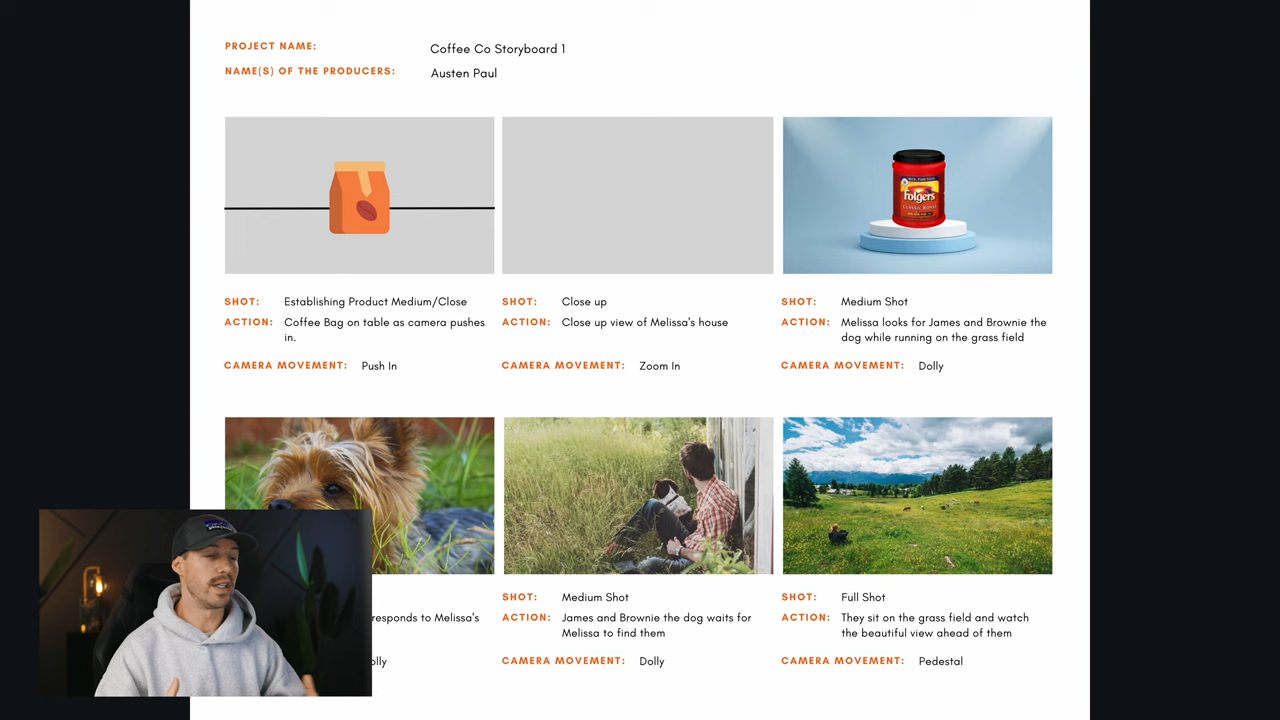 PROJECT NAME: Coffee Co Storyboard 1
NAME(S) OF THE PRODUCERS: Austen Paul
Folgers
CLASSIC ROAST
SHOT: Establishing Product Medium/Close
ACTION: Coffee Bag on table as camera pushes
in.
CAMERA MOVEMENT: Push In
SHOT: Close up
ACTION: Close up view of Melissa's house
CAMERA MOVEMENT: Zoom In
SHOT: Medium Shot
ACTION: Melissa looks for James and Brownie the
dog while running on the grass field
CAMERA MOVEMENT: Dolly
responds to Melissa's
olly
SHOT: Medium Shot
ACTION: James and Brownie the dog waits for
Melissa to find them
CAMERA MOVEMENT: Dolly
SHOT: Full Shot
ACTION: They sit on the grass field and watch
the beautiful view ahead of them
CAMERA MOVEMENT: Pedestal